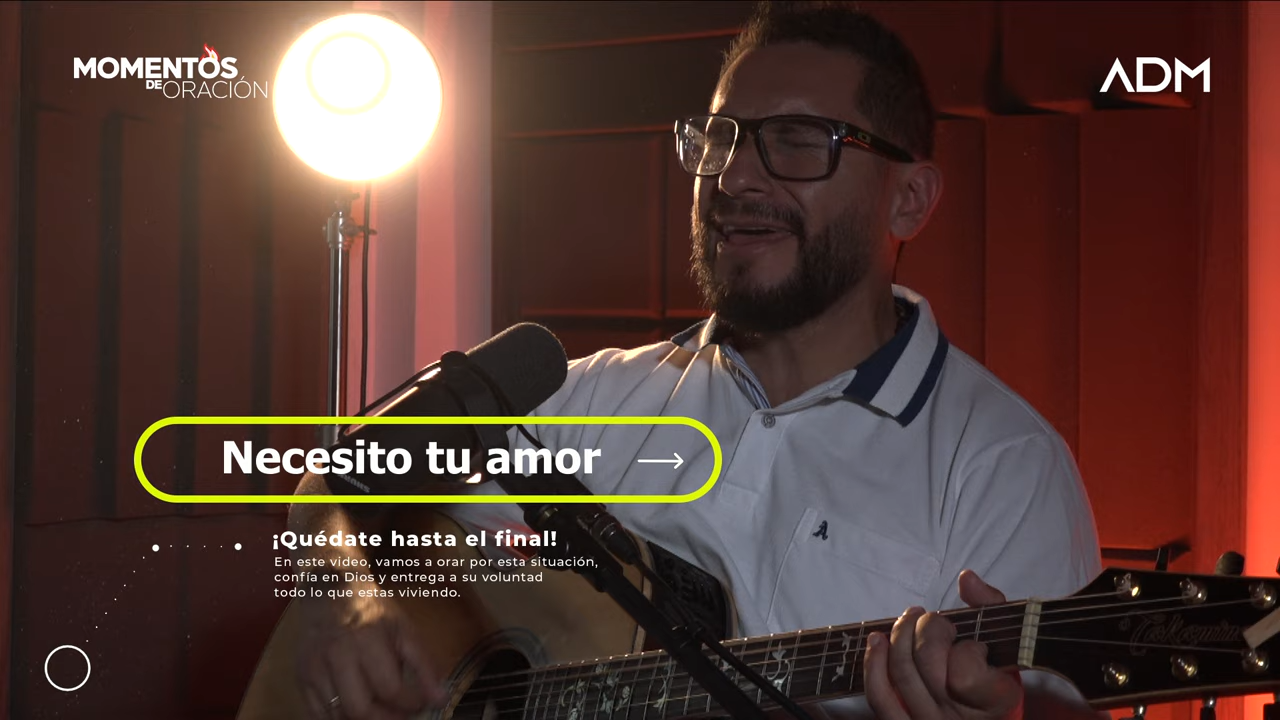 MOMENTOS
DE ORACIÓN
ADM
Necesito tu amor
¡Quédate hasta el final!
En este video, vamos a orar por esta situación,
confía en Dios y entrega a su voluntad
todo lo que estas viviendo.
A